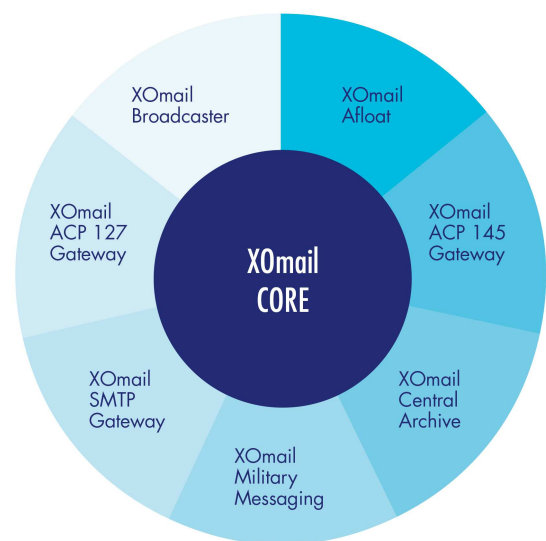 XOmail
Broadcaster
XOmail
Afloat
XOmail
ACP 127
Gateway
XOmail
CORE
XOmail
ACP 145
Gateway
XOmail
SMTP
Gateway
XOmail
Military
Messaging
XOmail
Central
Archive